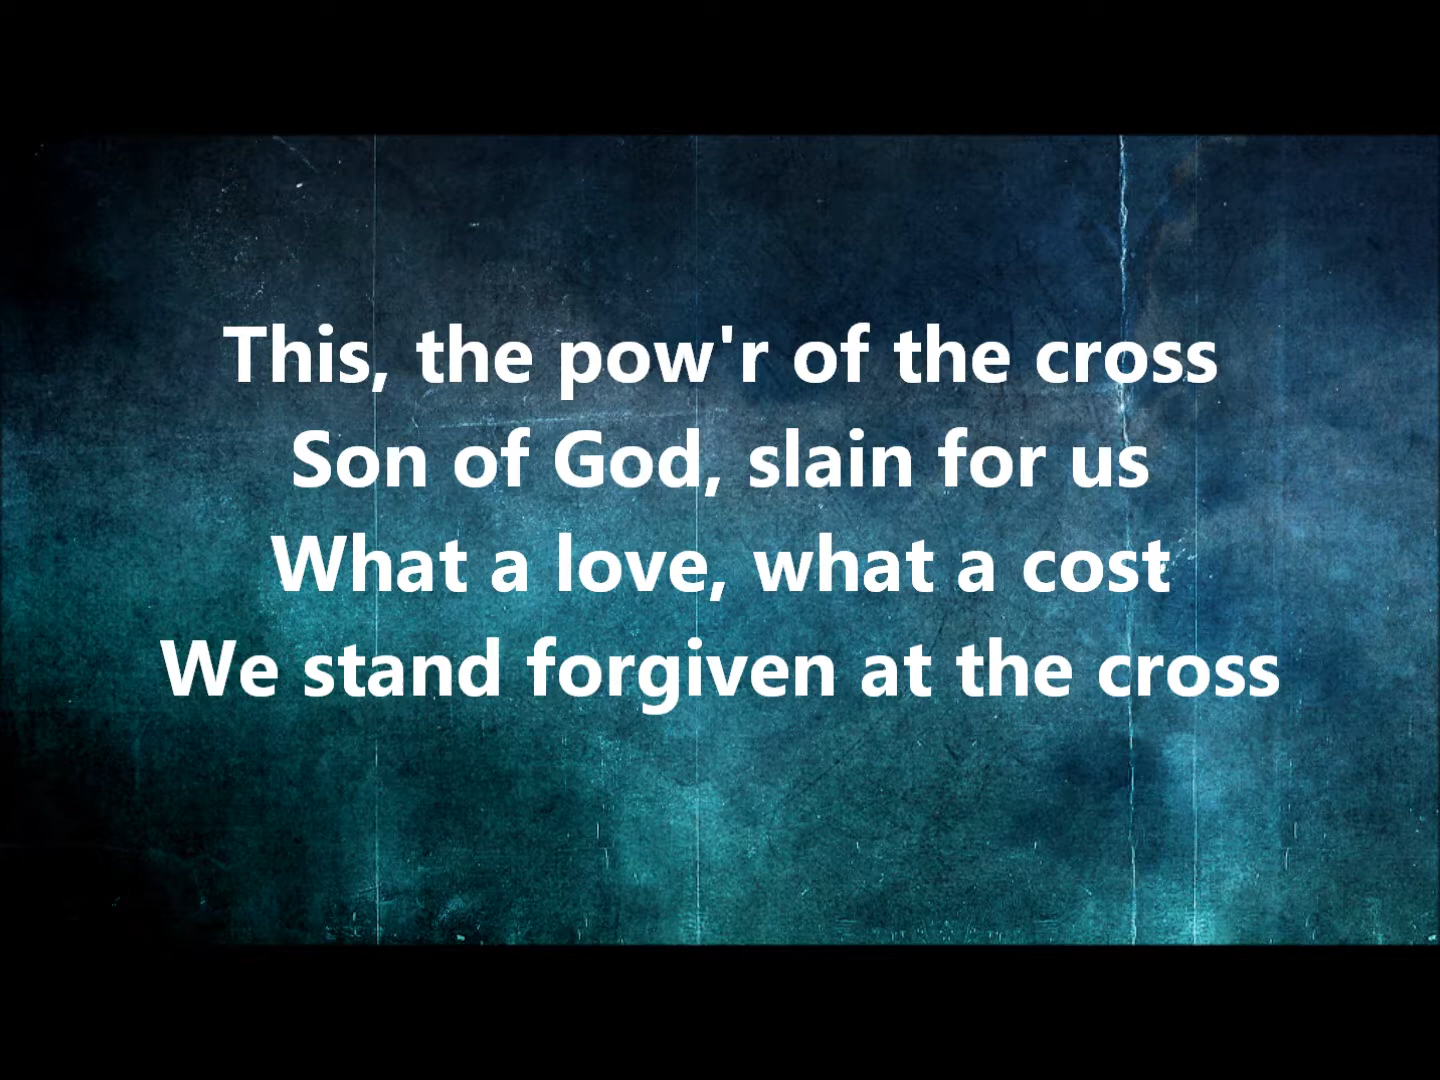 This, the pow'r of the cross
Son of God, slain for us
What a love, what a cost
We stand forgiven at the cross